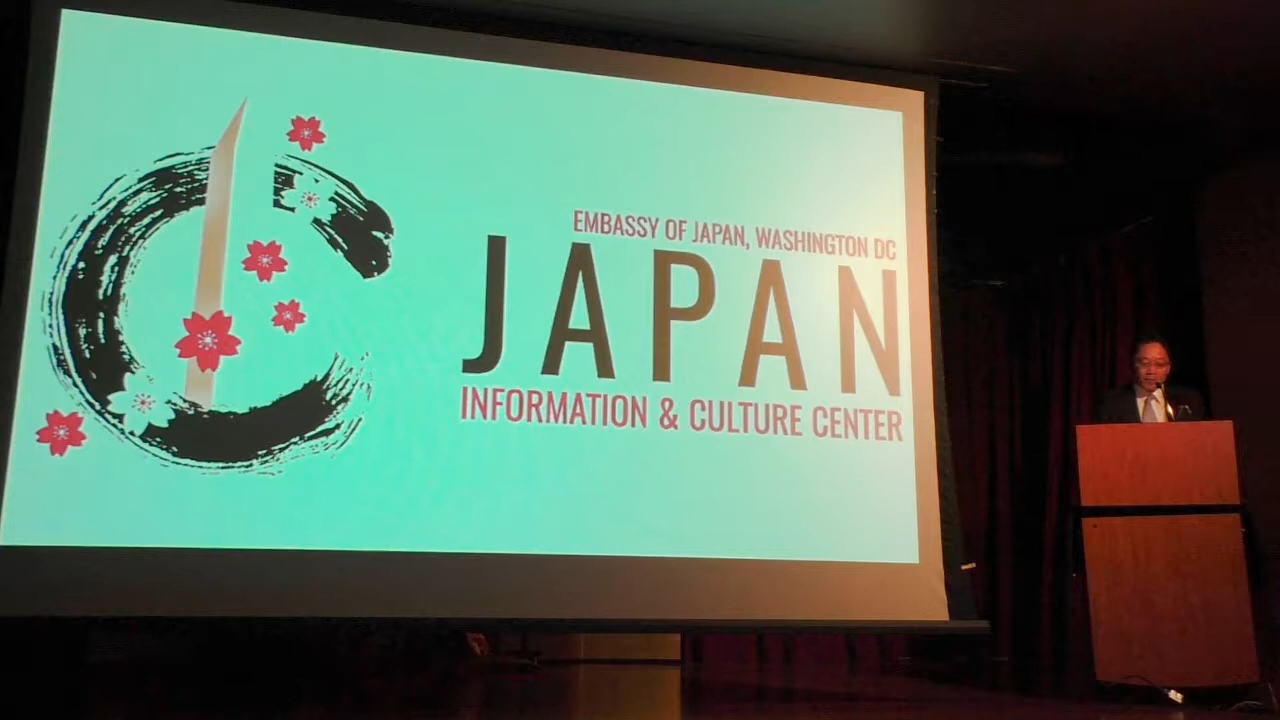 EMBASSY OF JAPAN, WASHINGTON DC
JAPAN
INFORMATION & CULTURE CENTER